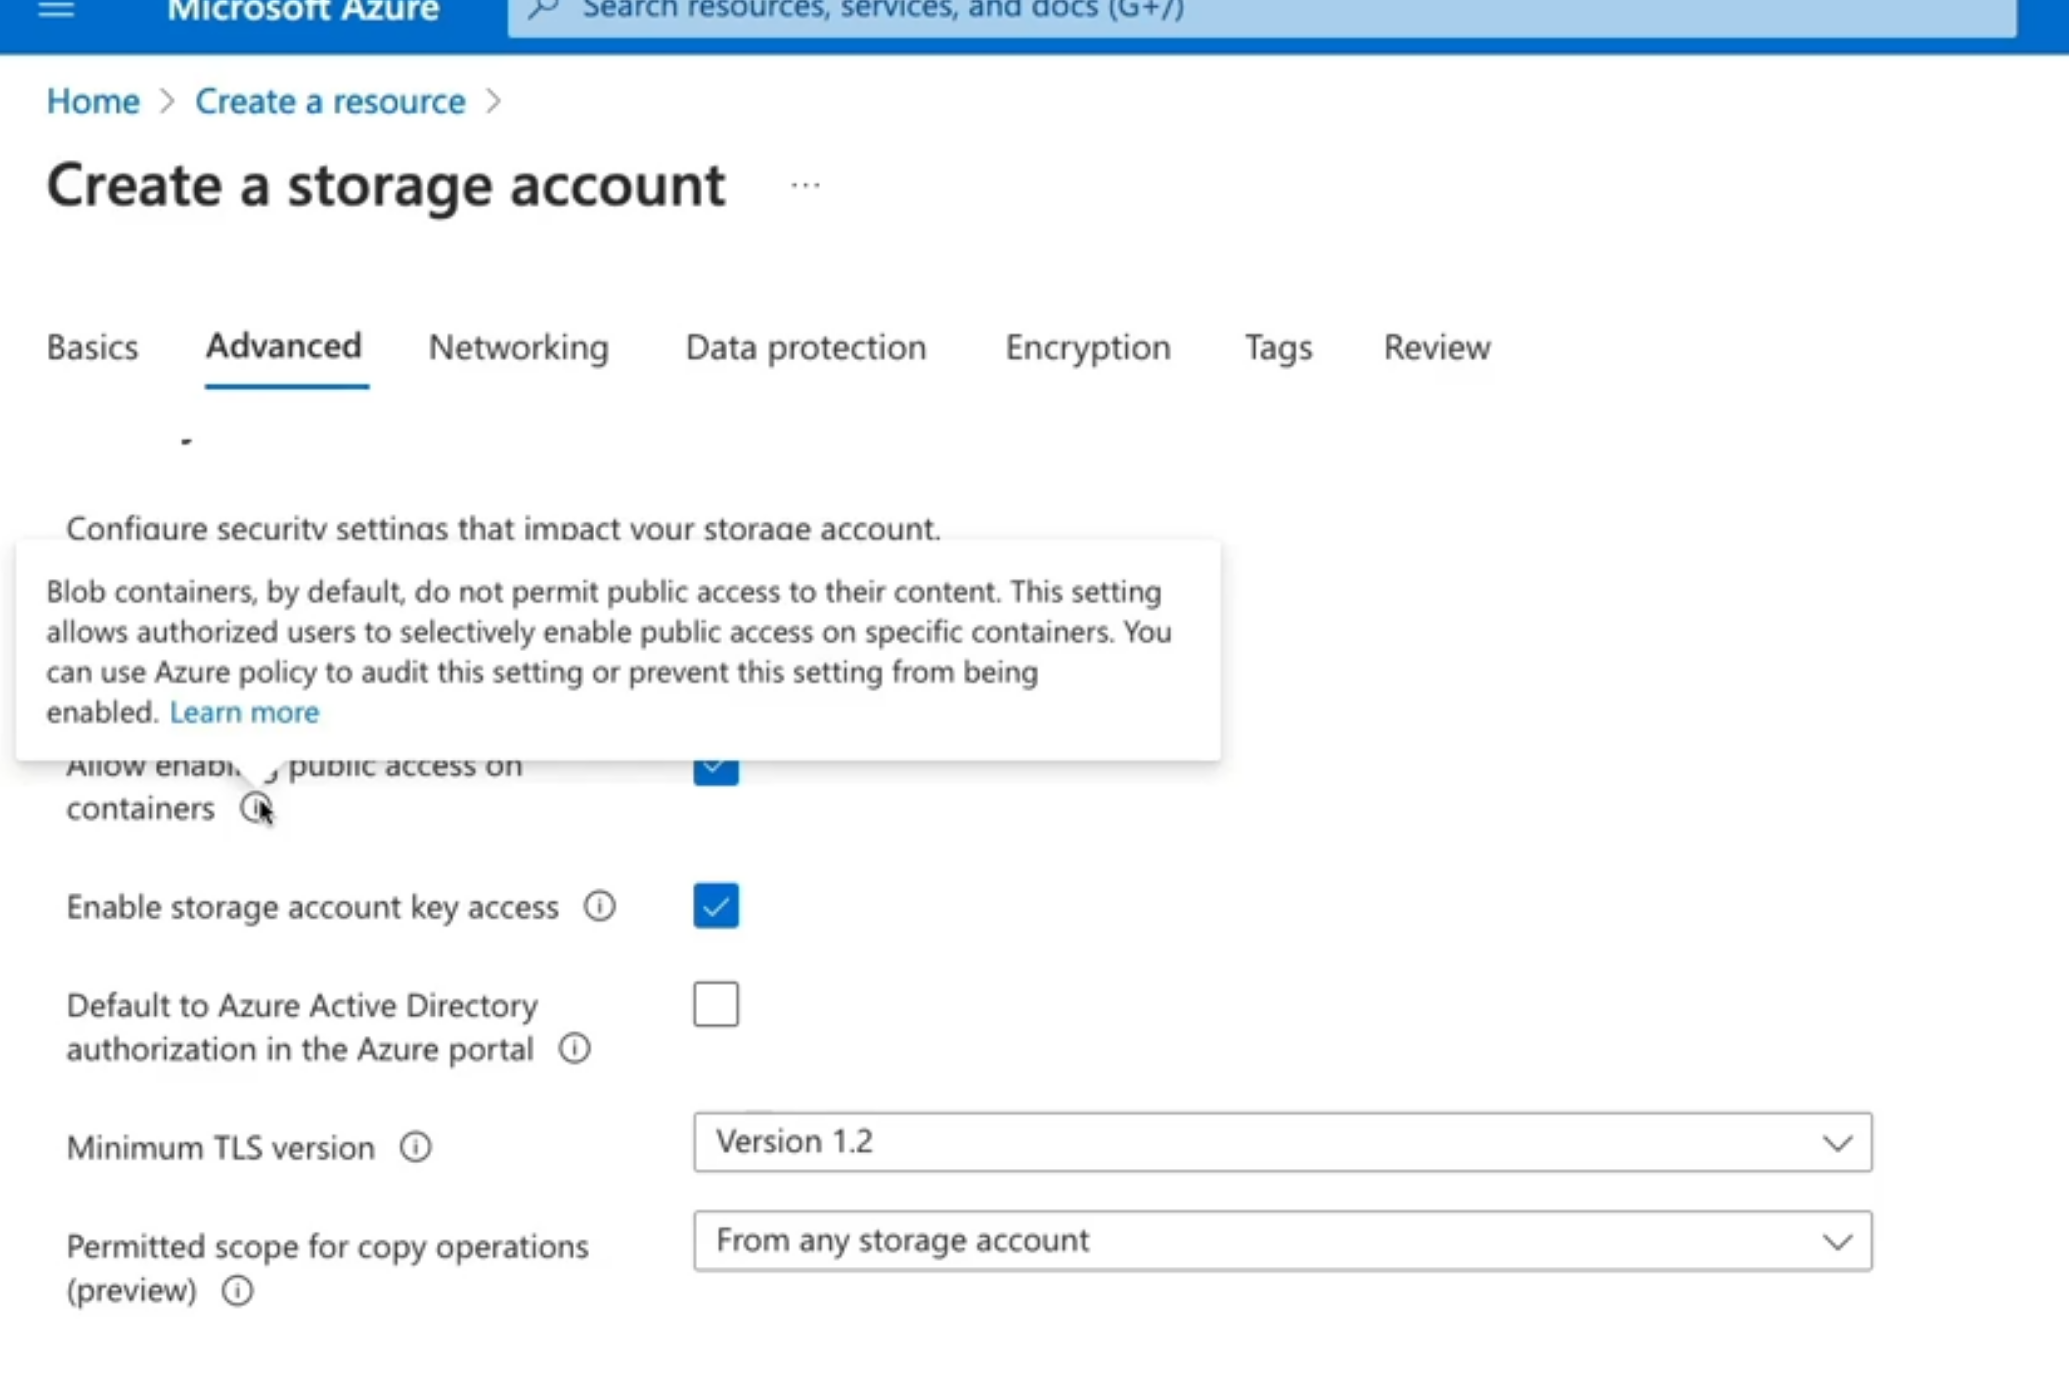 Microsoft Azure
Search resources, services, and docs (G+/)
Home > Create a resource >
Create a storage account ...
Basics Advanced Networking Data protection Encryption Tags Review
Configure security settings that impact your storage account.
Blob containers, by default, do not permit public access to their content. This setting
allows authorized users to selectively enable public access on specific containers. You
can use Azure policy to audit this setting or prevent this setting from being
enabled. Learn more
Allow public access on
containers
Enable storage account key access
Default to Azure Active Directory
authorization in the Azure portal
Minimum TLS version
Version 1.2
Permitted scope for copy operations
(preview)
From any storage account